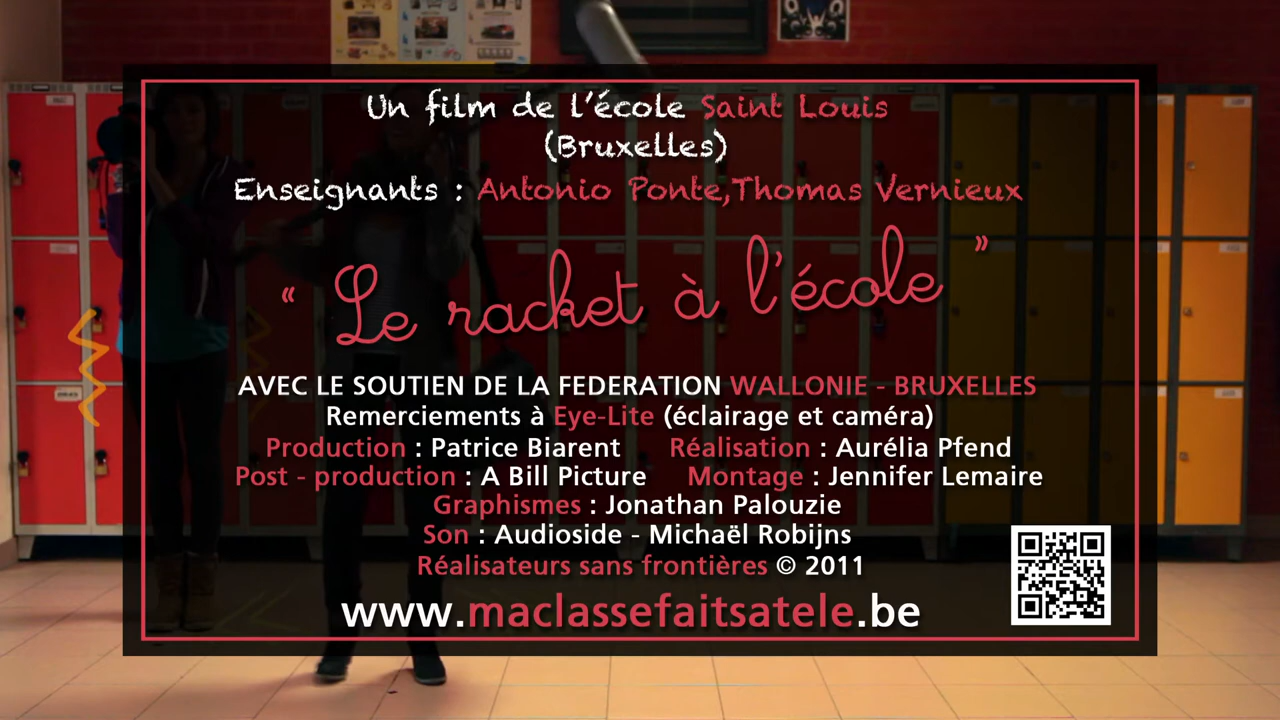 Un film de l'école Saint Louis
(Bruxelles)
Enseignants : Antonio Ponte,Thomas Vernieux
“ Le racket à l'école ”
AVEC LE SOUTIEN DE LA FEDERATION WALLONIE - BRUXELLES
Remerciements à Eye-Lite (éclairage et caméra)
Production : Patrice Biarent Réalisation : Aurélia Pfend
Post - production : A Bill Picture Montage : Jennifer Lemaire
Graphismes : Jonathan Palouzie
Son : Audioside - Michaël Robijns
Réalisateurs sans frontières © 2011
www.maclassefaitsatele.be